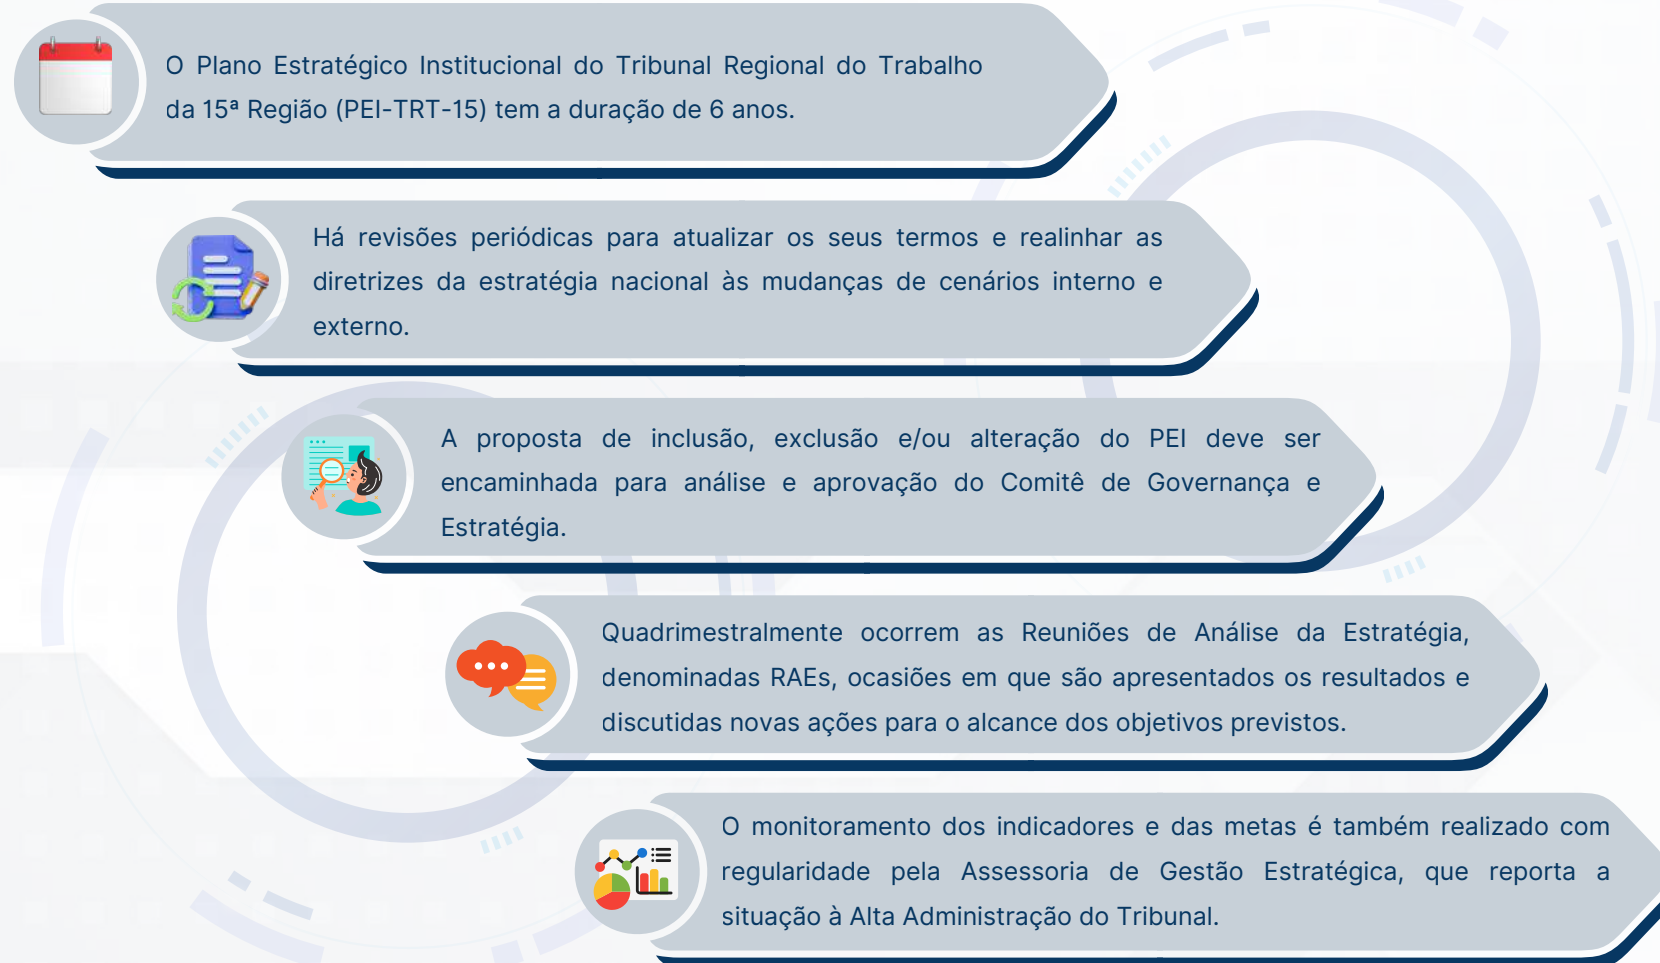 O Plano Estratégico Institucional do Tribunal Regional do Trabalho
da 15ª Região (PEI-TRT-15) tem a duração de 6 anos.
Há revisões periódicas para atualizar os seus termos e realinhar as
diretrizes da estratégia nacional às mudanças de cenários interno e
externo.
A proposta de inclusão, exclusão e/ou alteração do PEI deve ser
encaminhada para análise e aprovação do Comitê de Governança e
Estratégia.
Quadrimestralmente ocorrem as Reuniões de Análise da Estratégia,
denominadas RAEs, ocasiões em que são apresentados os resultados e
discutidas novas ações para o alcance dos objetivos previstos.
O monitoramento dos indicadores e das metas é também realizado com
regularidade pela Assessoria de Gestão Estratégica, que reporta a
situação à Alta Administração do Tribunal.